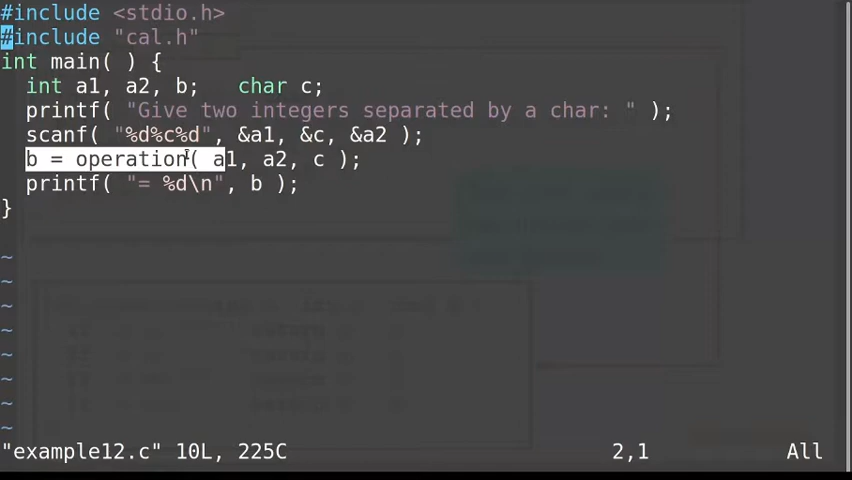 #include <stdio.h>
#include "cal.h"
int main( ) {
  int a1, a2, b;   char c;
  printf( "Give two integers separated by a char: " );
  scanf( "%d%c%d", &a1, &c, &a2 );
  b = operation( a1, a2, c );
  printf( "= %d\n", b );
}
~
~
~
~
~
~
~
~
"example12.c" 10L, 225C 2,1 All